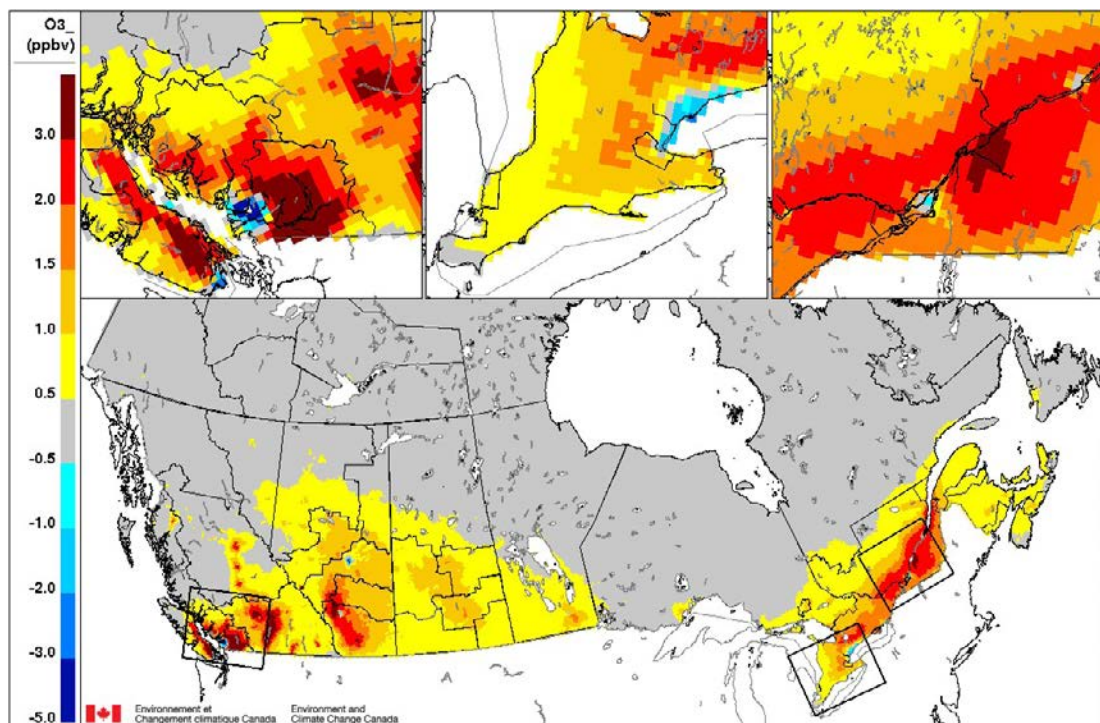 O3_
(ppbv)
3.0
2.0
1.5
1.0
0.5
-0.5
-1.0
-2.0
-3.0
-5.0
Environnement et
Changement climatique Canada
Environment and
Climate Change Canada